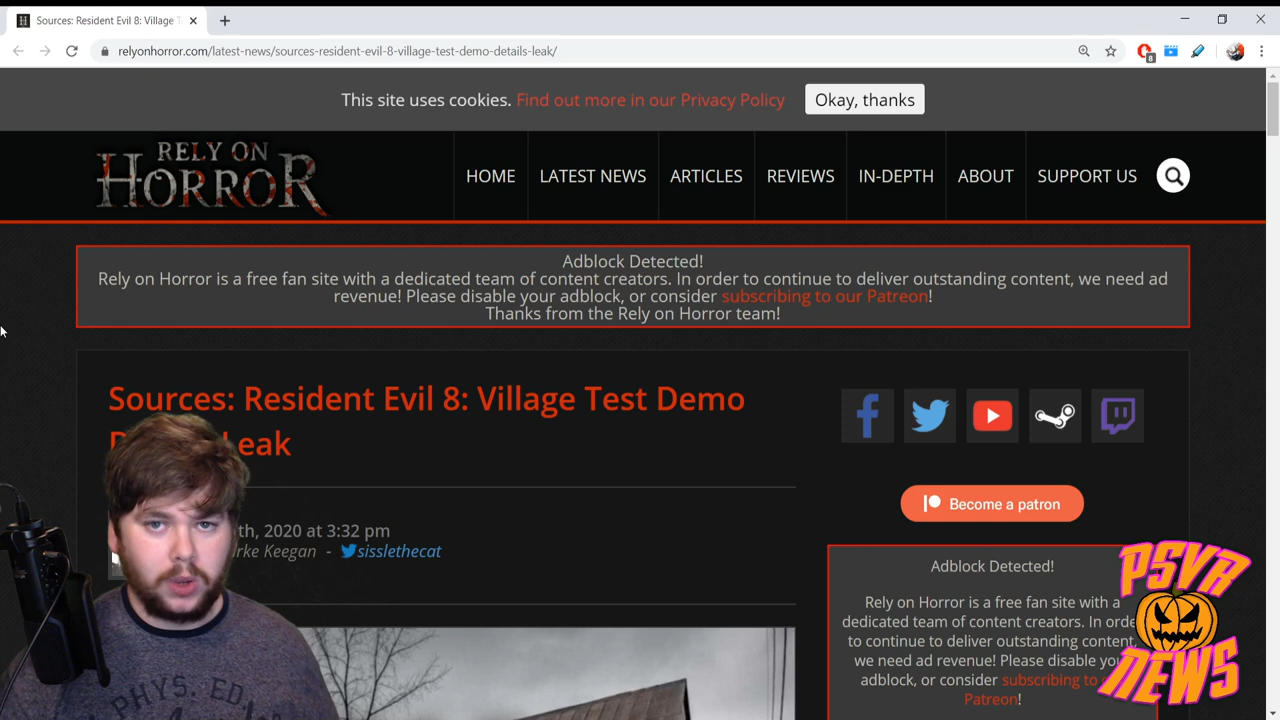 Sources: Resident Evil 8: Village T
relyonhorror.com/latest-news/sources-resident-evil-8-village-test-demo-details-leak/
8
This site uses cookies. Find out more in our Privacy Policy
Okay, thanks
RELY ON
HORROR
HOME
LATEST NEWS
ARTICLES
REVIEWS
IN-DEPTH
ABOUT
SUPPORT US
Adblock Detected!
Rely on Horror is a free fan site with a dedicated team of content creators. In order to continue to deliver outstanding content, we need ad
revenue! Please disable your adblock, or consider subscribing to our Patreon!
Thanks from the Rely on Horror team!
Sources: Resident Evil 8: Village Test Demo
Leak
th, 2020 at 3:32 pm
Keegan - sisslethecat
Become a patron
Adblock Detected!
Rely on Horror is a free fan site with a
dedicated team of content creators. In
to continue to deliver outstanding content,
we need ad revenue! Please disable
adblock, or consider subscribing to
Patreon!
PSVR
NEWS
PHYS. ED.